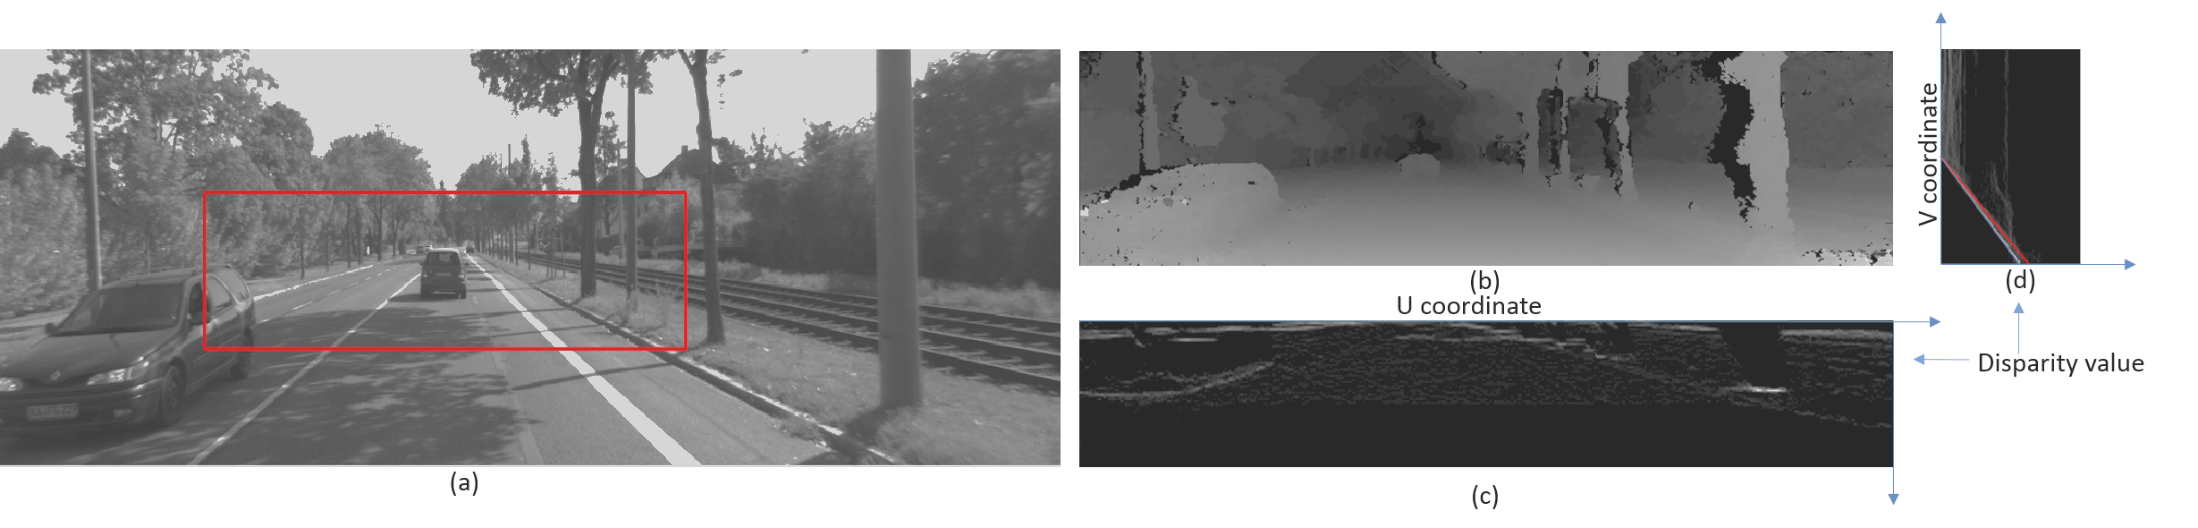 (a)
(b)
U coordinate
(c)
V coordinate
(d)
Disparity value